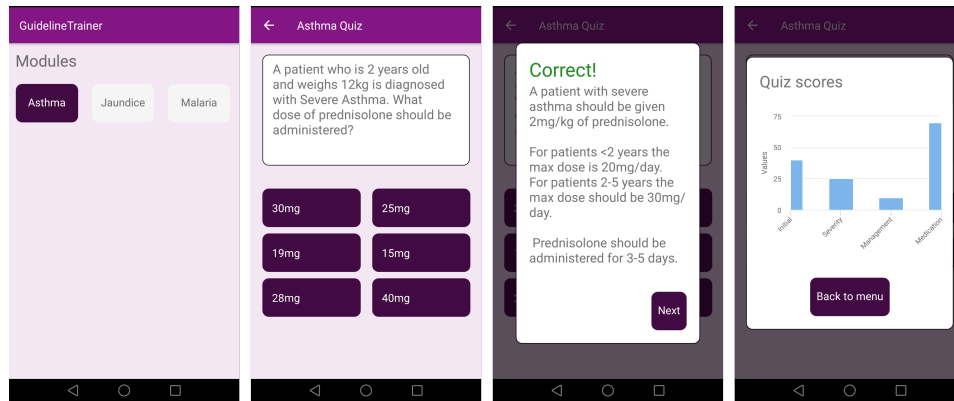 GuidelineTrainer
Modules
Asthma
Jaundice
Malaria
Asthma Quiz
A patient who is 2 years old
and weighs 12kg is diagnosed
with Severe Asthma. What
dose of prednisolone should be
administered?
30mg
25mg
19mg
15mg
28mg
40mg
Asthma Quiz
Correct!
A patient with severe
asthma should be given
2mg/kg of prednisolone.
For patients <2 years the
max dose is 20mg/day.
For patients 2-5 years the
max dose should be 30mg/
day.
Prednisolone should be
administered for 3-5 days.
Next
Asthma Quiz
Quiz scores
75
50
25
0
Values
Initial
Severity
Management
Medication
Back to menu